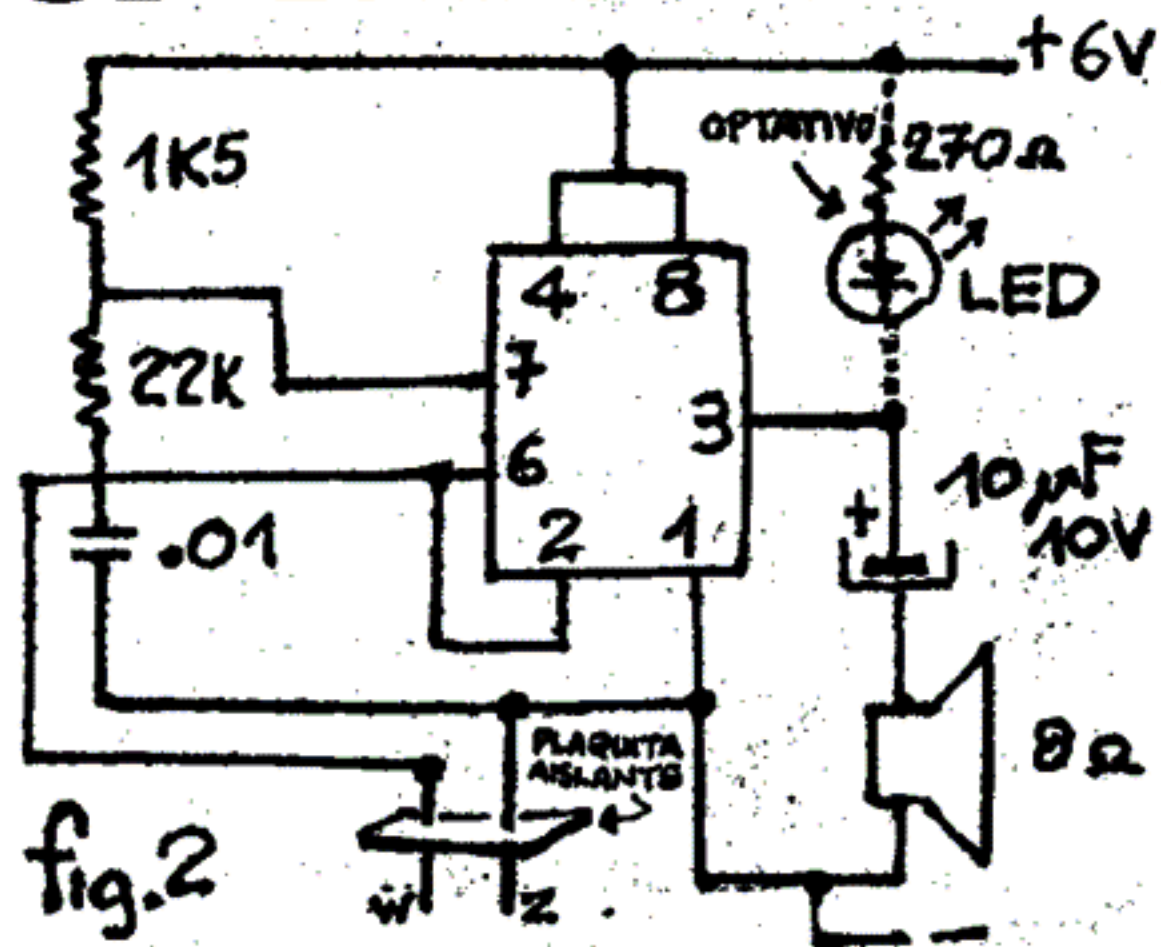 +6V
OPTATIVO
1K5
270Ω
4 8
LED
7
22K
3
6
10µF
10V
+
2 1
.01
PLAQUITA
AISLANTE
8Ω
fig.2
W Z
-